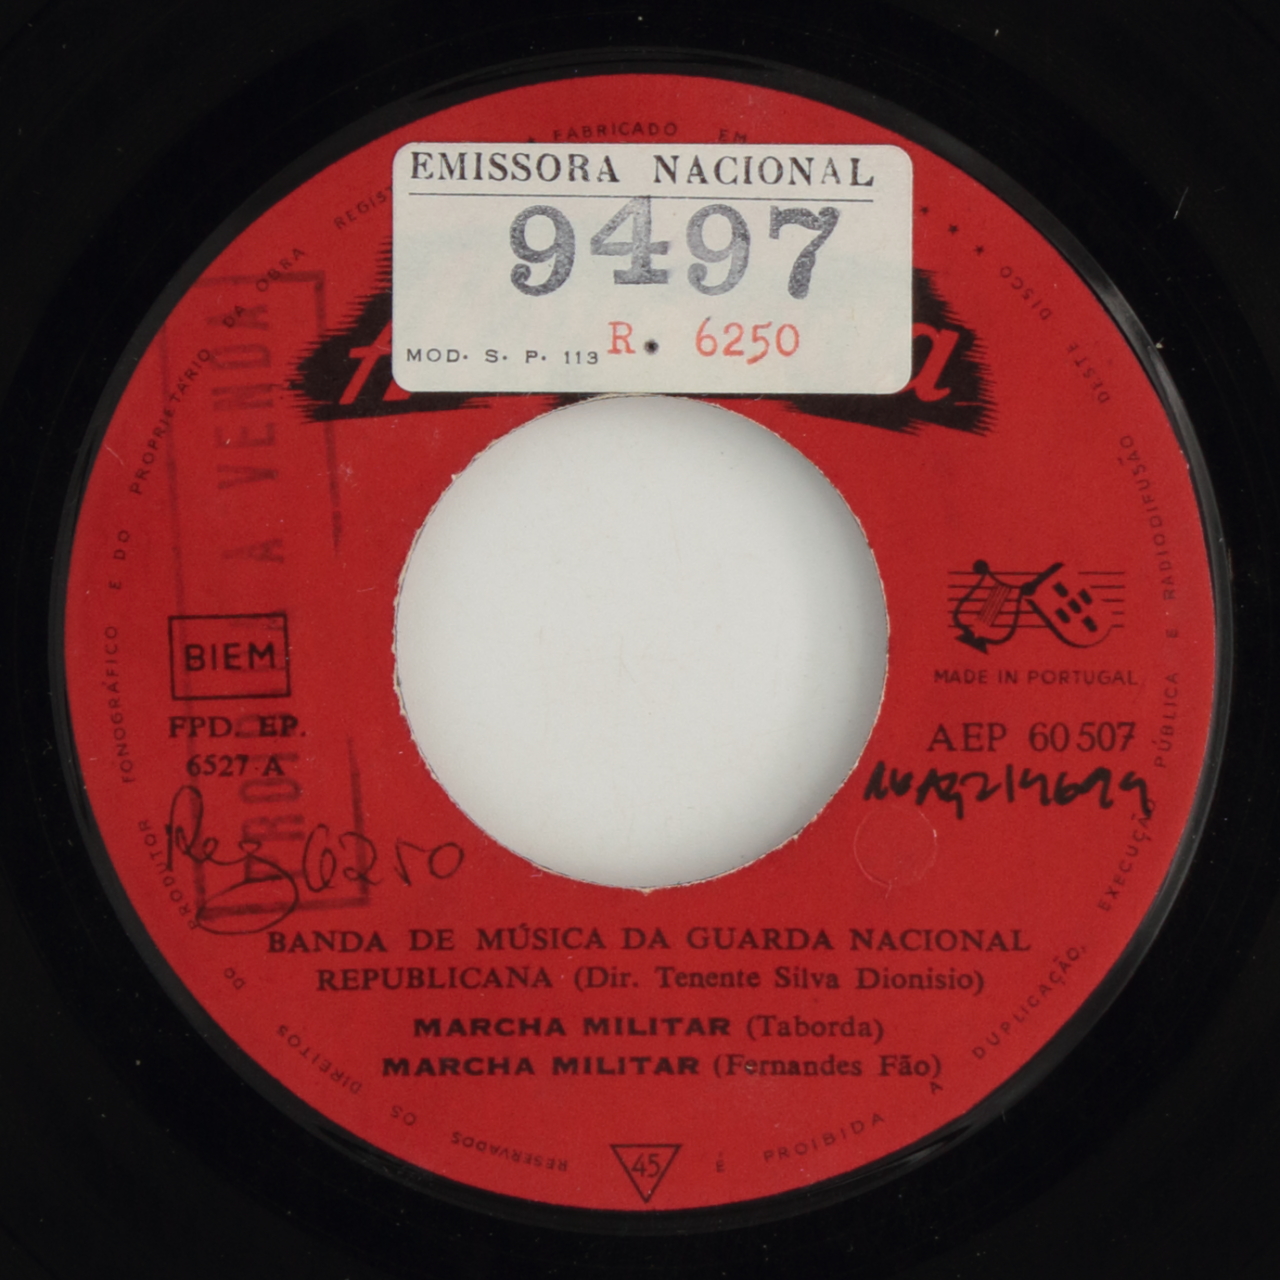 FABRICADO EM
EMISSORA NACIONAL
9497
R. 6250
MOD. S. P. 113
A VENDA
BIEM
FPD. EP.
6527-A
MADE IN PORTUGAL
AEP 60 507
Reg 6250
BANDA DE MÚSICA DA GUARDA NACIONAL
REPUBLICANA (Dir. Tenente Silva Dionisio)
MARCHA MILITAR (Taborda)
MARCHA MILITAR (Fernandes Fão)
45
RESERVADOS OS DIREITOS DO PRODUTOR FONOGRÁFICO E DO PROPRIETÁRIO DA OBRA
É PROIBIDA A DUPLICAÇÃO, EXECUÇÃO PÚBLICA E RADIODIFUSÃO DESTE DISCO